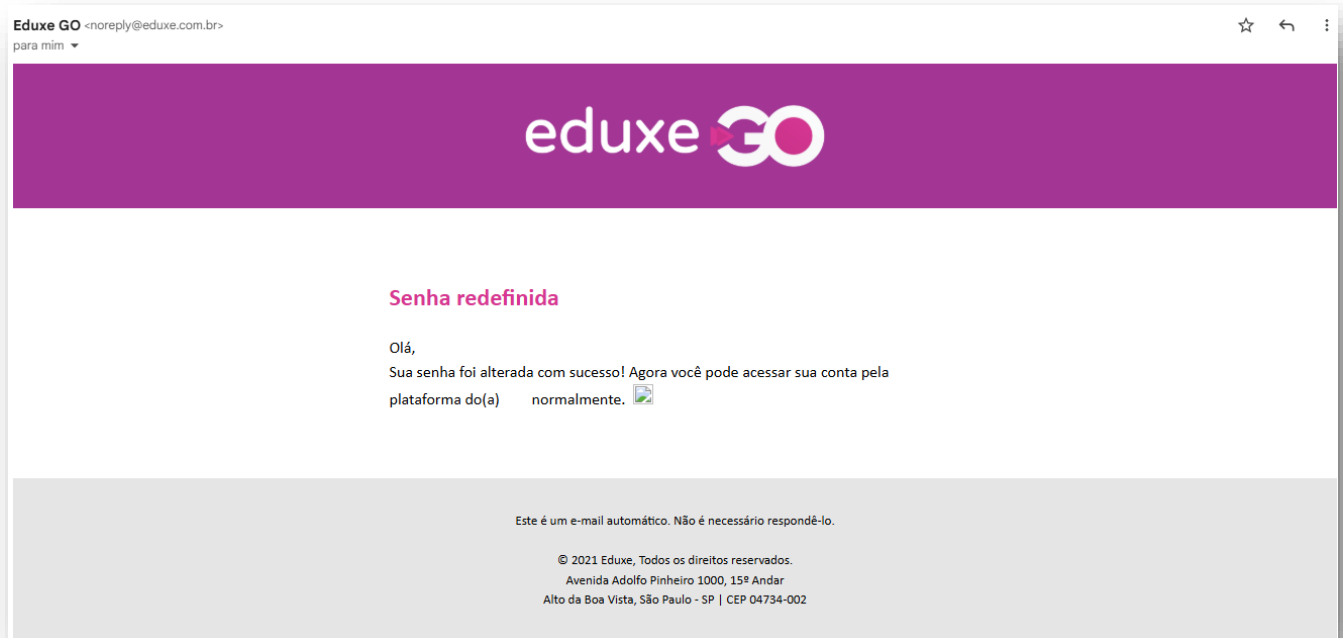 Eduxe GO <noreply@eduxe.com.br>
para mim
eduxe GO
Senha redefinida
Olá,
Sua senha foi alterada com sucesso! Agora você pode acessar sua conta pela
plataforma do(a) normalmente.
Este é um e-mail automático. Não é necessário respondê-lo.
© 2021 Eduxe, Todos os direitos reservados.
Avenida Adolfo Pinheiro 1000, 15º Andar
Alto da Boa Vista, São Paulo - SP | CEP 04734-002